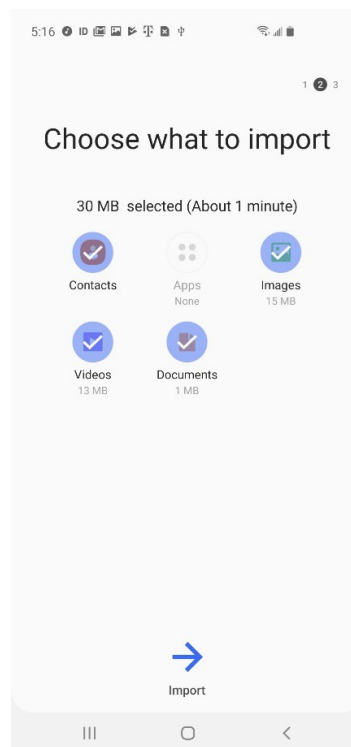 5:16 ID
1 2 3
Choose what to import
30 MB selected (About 1 minute)
Contacts Apps Images
None 15 MB
Videos Documents
13 MB 1 MB
Import